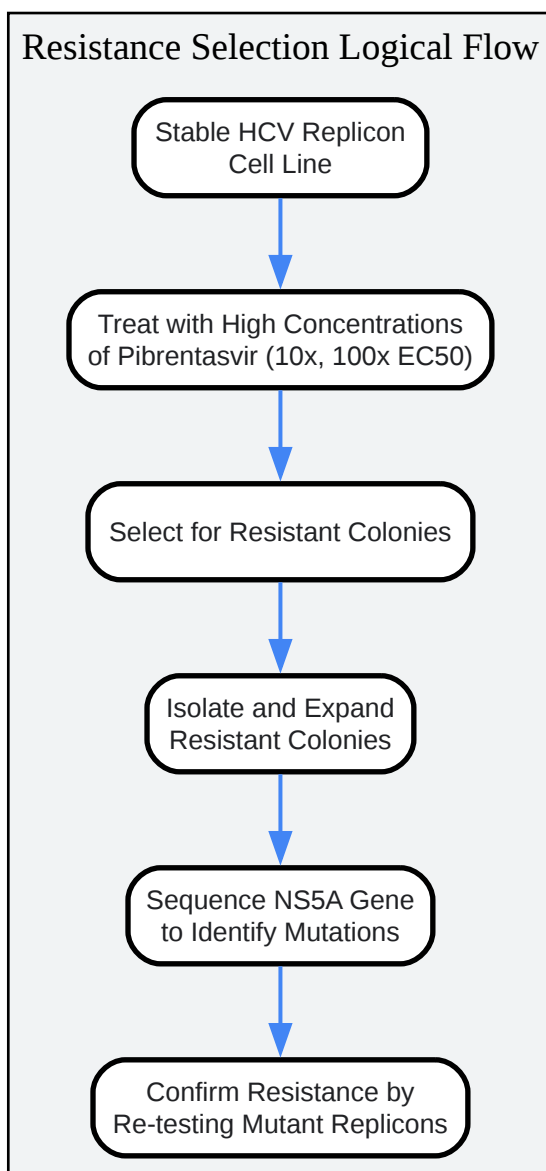 Resistance Selection Logical Flow
Stable HCV Replicon
Cell Line
Treat with High Concentrations
of Pibrentasvir (10x, 100x EC50)
Select for Resistant Colonies
Isolate and Expand
Resistant Colonies
Sequence NS5A Gene
to Identify Mutations
Confirm Resistance by
Re-testing Mutant Replicons